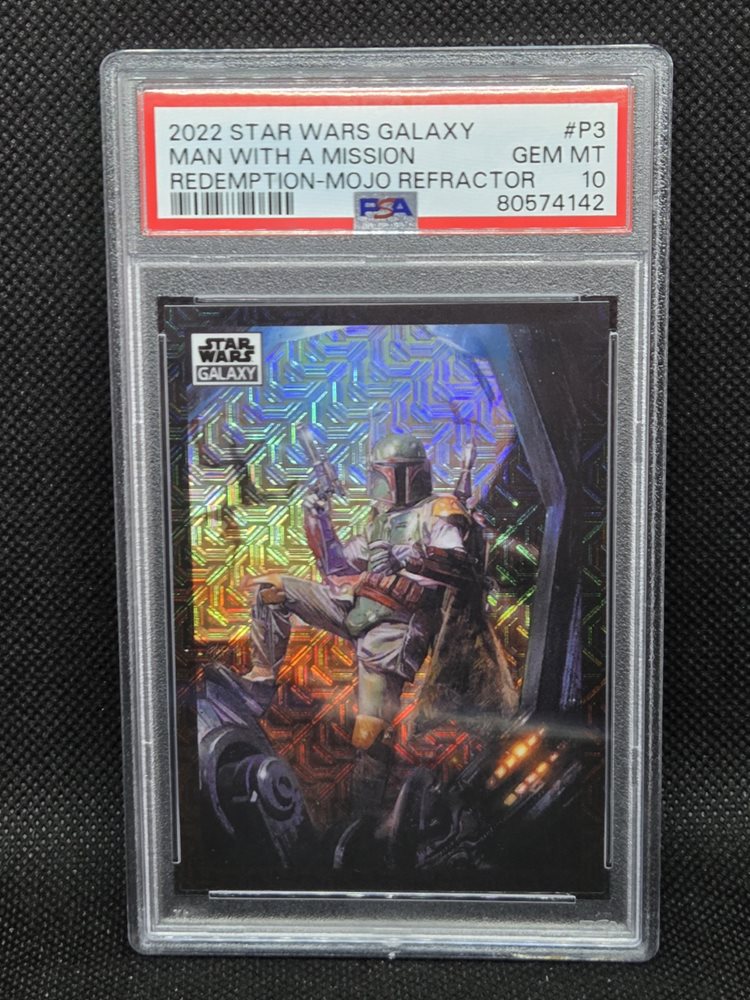 2022 STAR WARS GALAXY #P3
MAN WITH A MISSION GEM MT
REDEMPTION-MOJO REFRACTOR 10
PSA 80574142
STAR
WARS
GALAXY